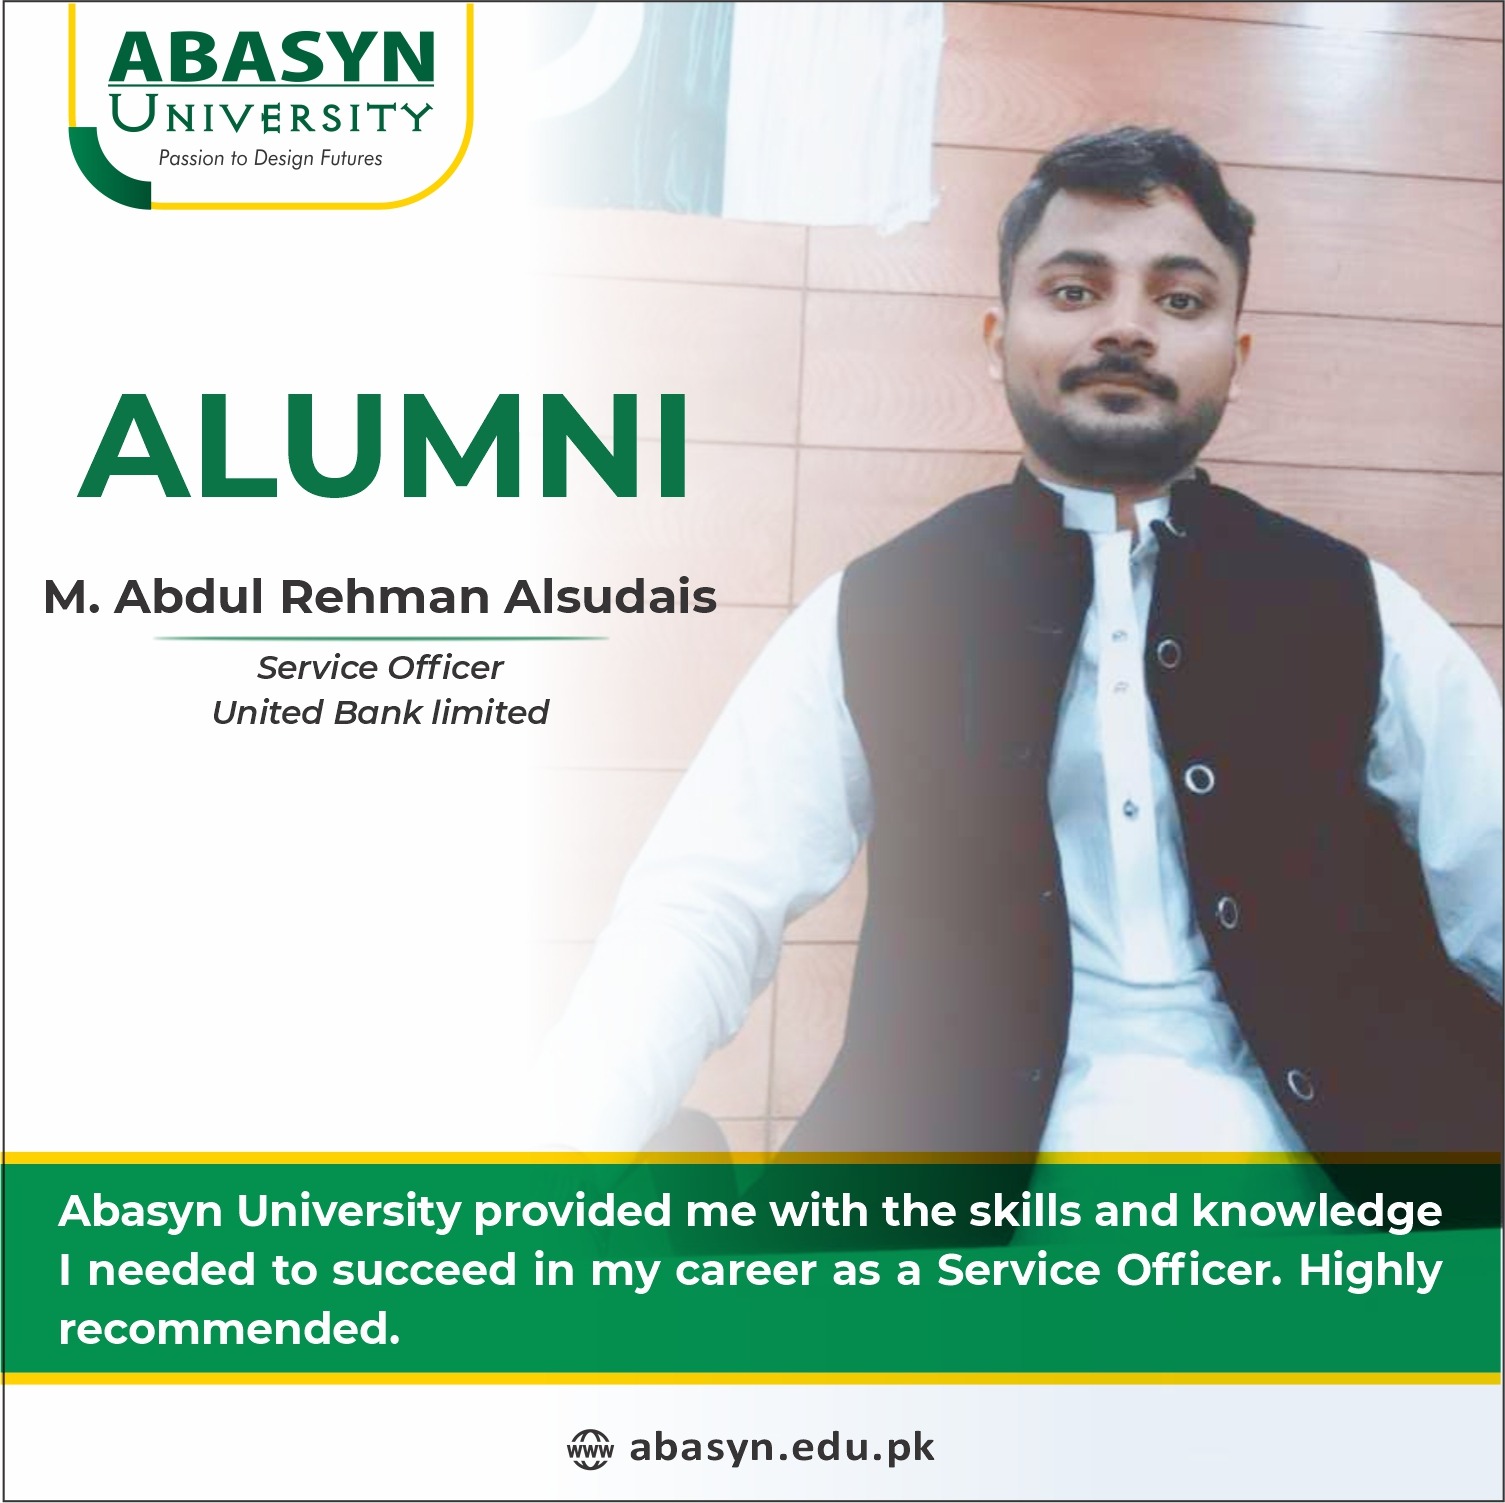 ABASYN
UNIVERSITY
Passion to Design Futures
ALUMNI
M. Abdul Rehman Alsudais
Service Officer
United Bank limited
Abasyn University provided me with the skills and knowledge
I needed to succeed in my career as a Service Officer. Highly
recommended.
www abasyn.edu.pk